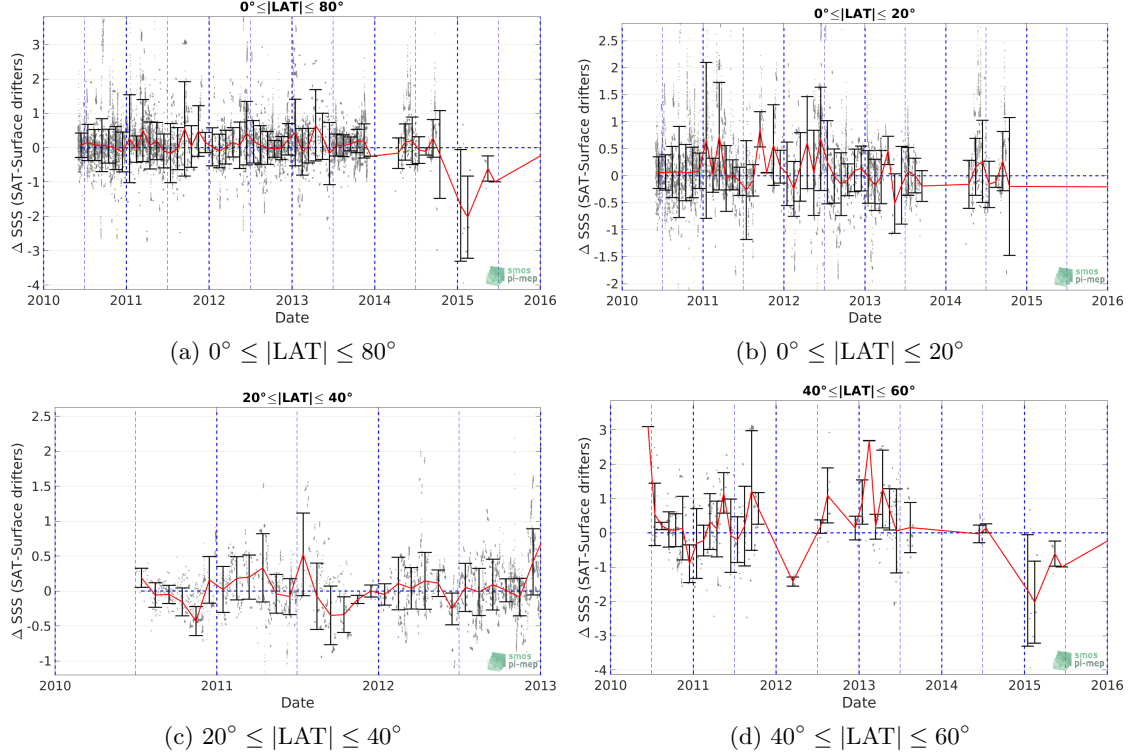 0°≤|LAT|≤ 80°
Δ SSS (SAT-Surface drifters)
3
2
1
0
-1
-2
-3
-4
2010 2011 2012 2013 2014 2015 2016
Date
smos
pi-mep
(a) 0° ≤ |LAT| ≤ 80°
0°≤|LAT|≤ 20°
Δ SSS (SAT-Surface drifters)
2.5
2
1.5
1
0.5
0
-0.5
-1
-1.5
-2
2010 2011 2012 2013 2014 2015 2016
Date
smos
pi-mep
(b) 0° ≤ |LAT| ≤ 20°
20°≤|LAT|≤ 40°
Δ SSS (SAT-Surface drifters)
2.5
2
1.5
1
0.5
0
-0.5
-1
2010 2011 2012 2013
Date
smos
pi-mep
(c) 20° ≤ |LAT| ≤ 40°
40°≤|LAT|≤ 60°
Δ SSS (SAT-Surface drifters)
3
2
1
0
-1
-2
-3
-4
2010 2011 2012 2013 2014 2015 2016
Date
smos
pi-mep
(d) 40° ≤ |LAT| ≤ 60°